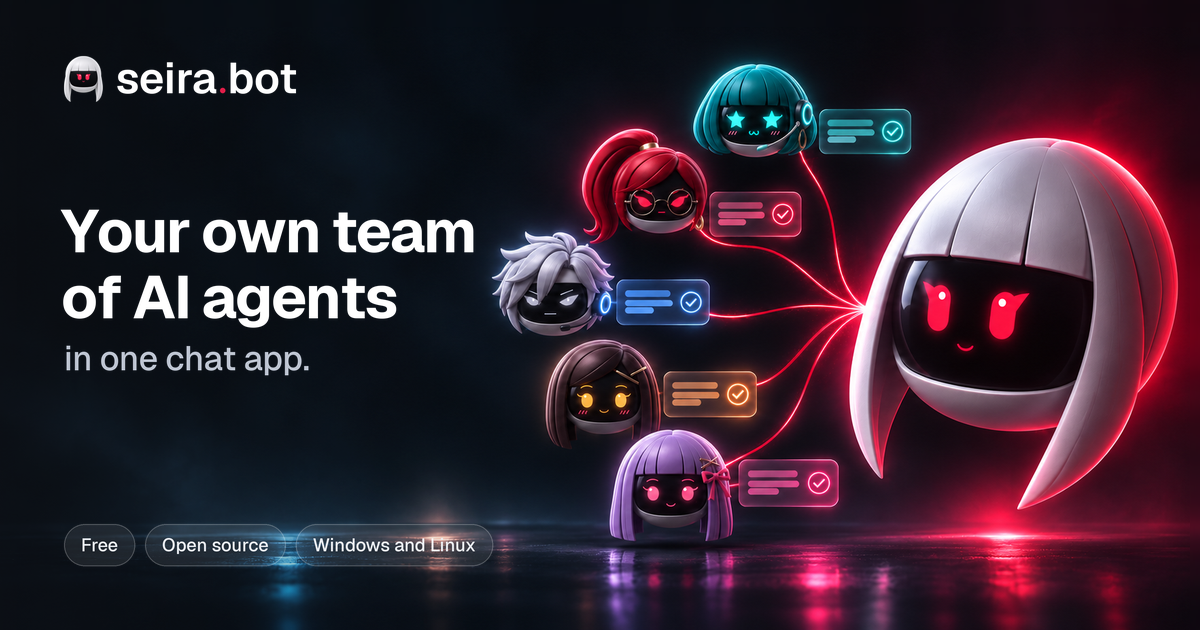 seira.bot
Your own team
of AI agents
in one chat app.
Free
Open source
Windows and Linux